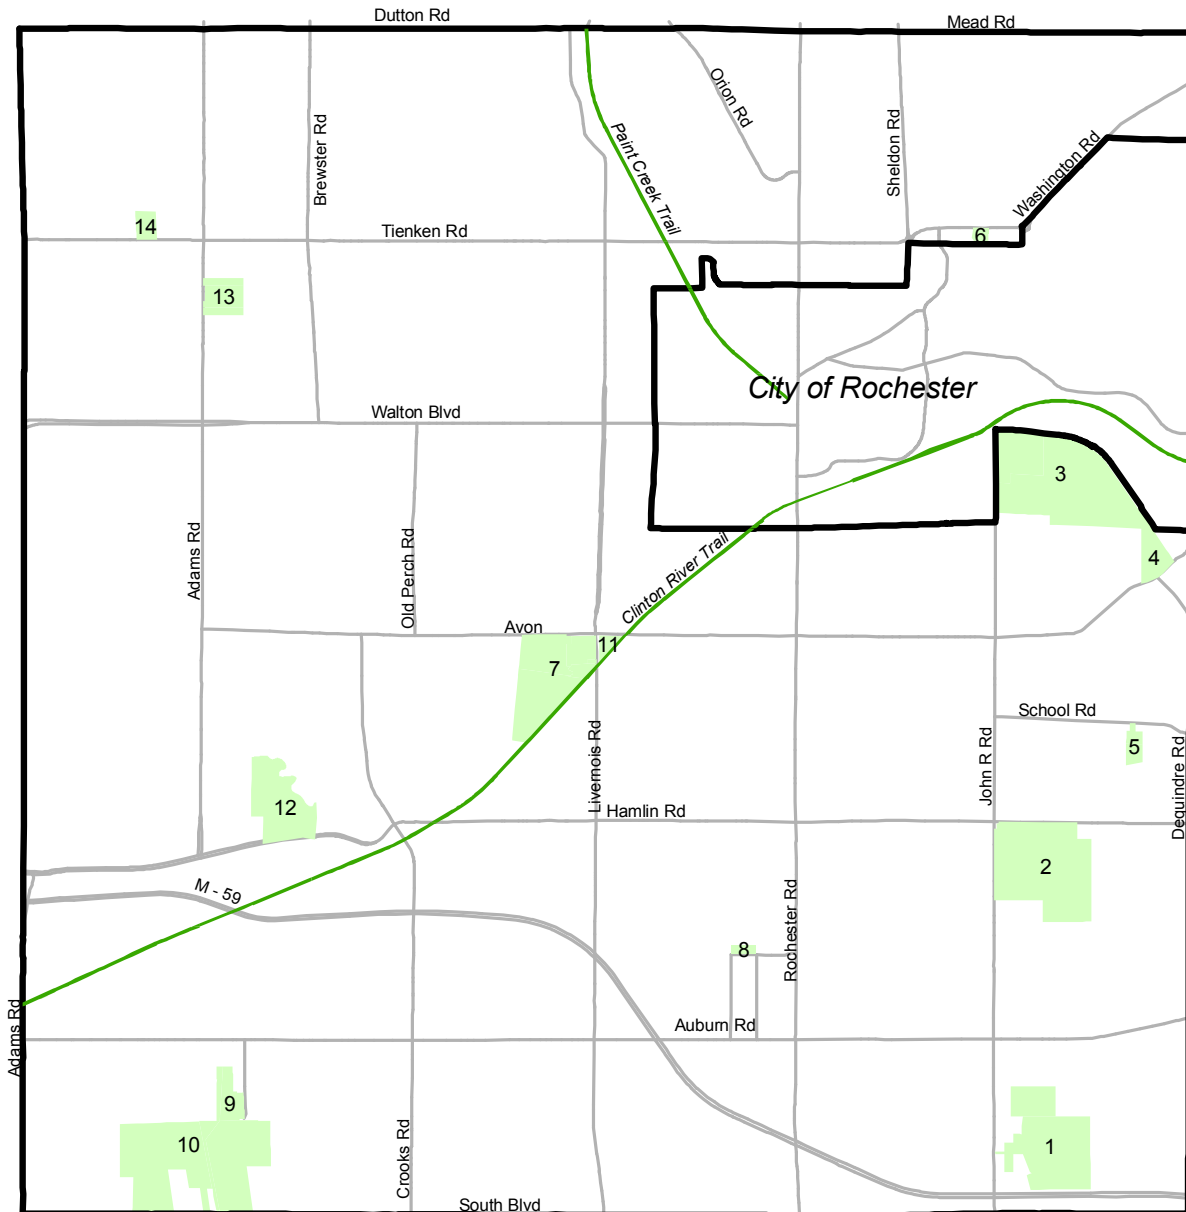 Dutton Rd
Mead Rd
Orion Rd
Brewster Rd
Paint Creek Trail
Sheldon Rd
Washington Rd
14
Tienken Rd
6
13
City of Rochester
Walton Blvd
3
Adams Rd
Old Perch Rd
Clinton River Trail
4
Avon
11
7
School Rd
5
John R Rd
Dequindre Rd
Livernois Rd
12
Hamlin Rd
2
M - 59
Rochester Rd
8
Adams Rd
Auburn Rd
9
10
Crooks Rd
1
South Blvd